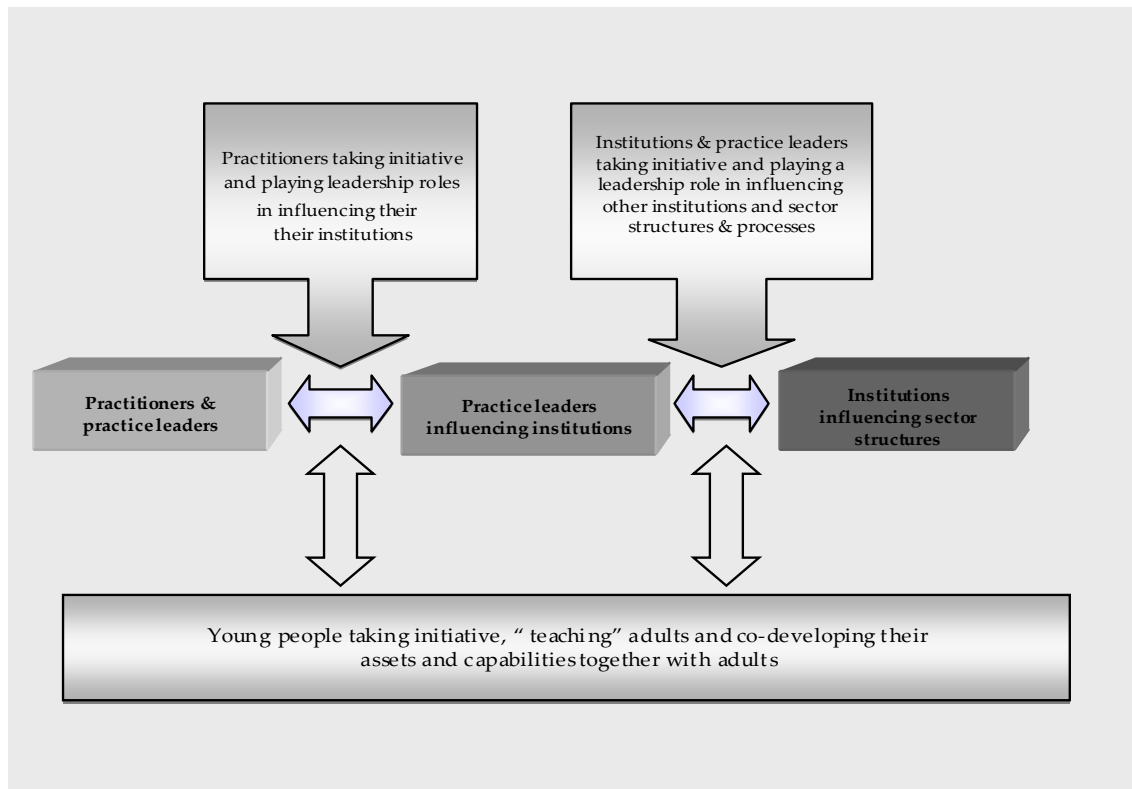 Practitioners taking initiative
and playing leadership roles
in influencing their
their institutions
Institutions & practice leaders
taking initiative and playing a
leadership role in influencing
other institutions and sector
structures & processes
Practitioners &
practice leaders
Practice leaders
influencing institutions
Institutions
influencing sector
structures
Young people taking initiative, “ teaching” adults and co-developing their
assets and capabilities together with adults